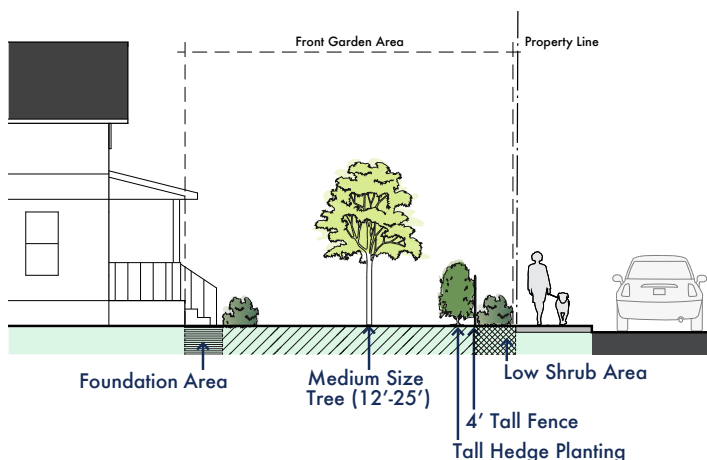 Front Garden Area
Property Line
Foundation Area
Medium Size
Tree (12’-25’)
Low Shrub Area
4’ Tall Fence
Tall Hedge Planting